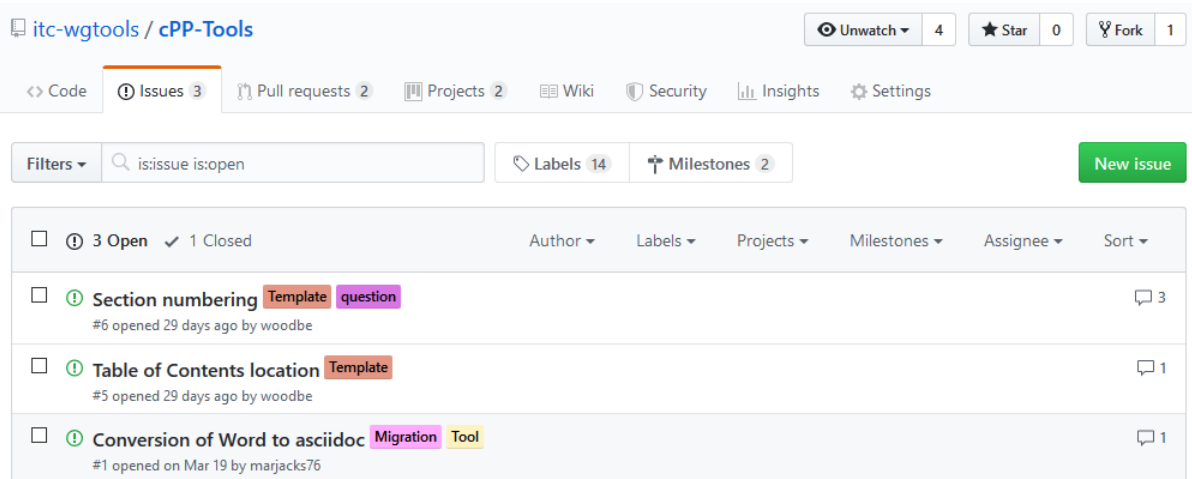 itc-wgtools / cPP-Tools
Unwatch 4 Star 0 Fork 1
<> Code Issues 3 Pull requests 2 Projects 2 Wiki Security Insights Settings
Filters is:issue is:open Labels 14 Milestones 2 New issue
3 Open 1 Closed Author Labels Projects Milestones Assignee Sort
Section numbering Template question 3
#6 opened 29 days ago by woodbe
Table of Contents location Template 1
#5 opened 29 days ago by woodbe
Conversion of Word to asciidoc Migration Tool 1
#1 opened on Mar 19 by marjacks76